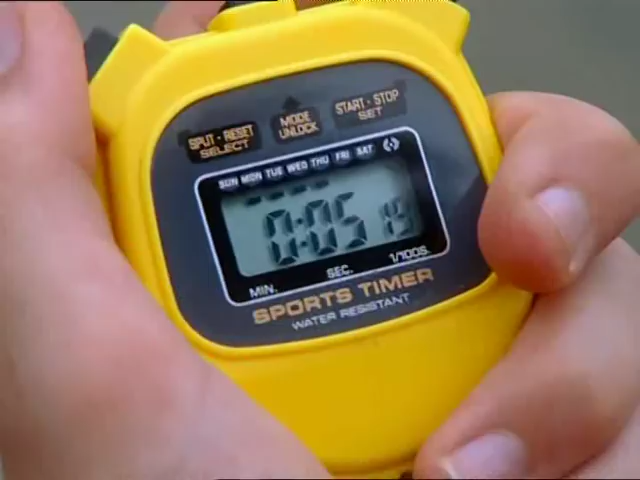 SPLIT • RESET
SELECT
MODE
UNLOCK
START • STOP
SET
SUN MON TUE WED THU FRI SAT
0:05
MIN. SEC. 1/100S.
SPORTS TIMER
WATER RESISTANT